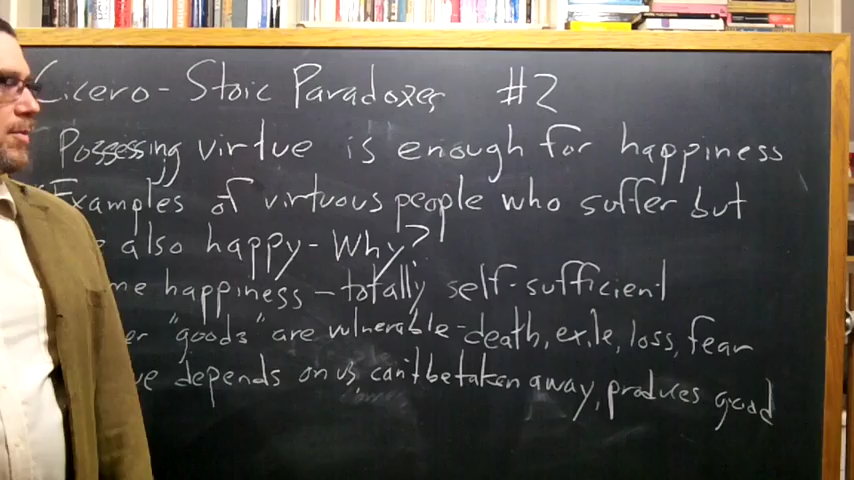 Cicero - Stoic Paradoxes #2
Possessing virtue is enough for happiness
Examples of virtuous people who suffer but
also happy - Why?
happiness - totally self-sufficient
"goods" are vulnerable - death, exile, loss, fear
depends on us, can't be taken away, produces good